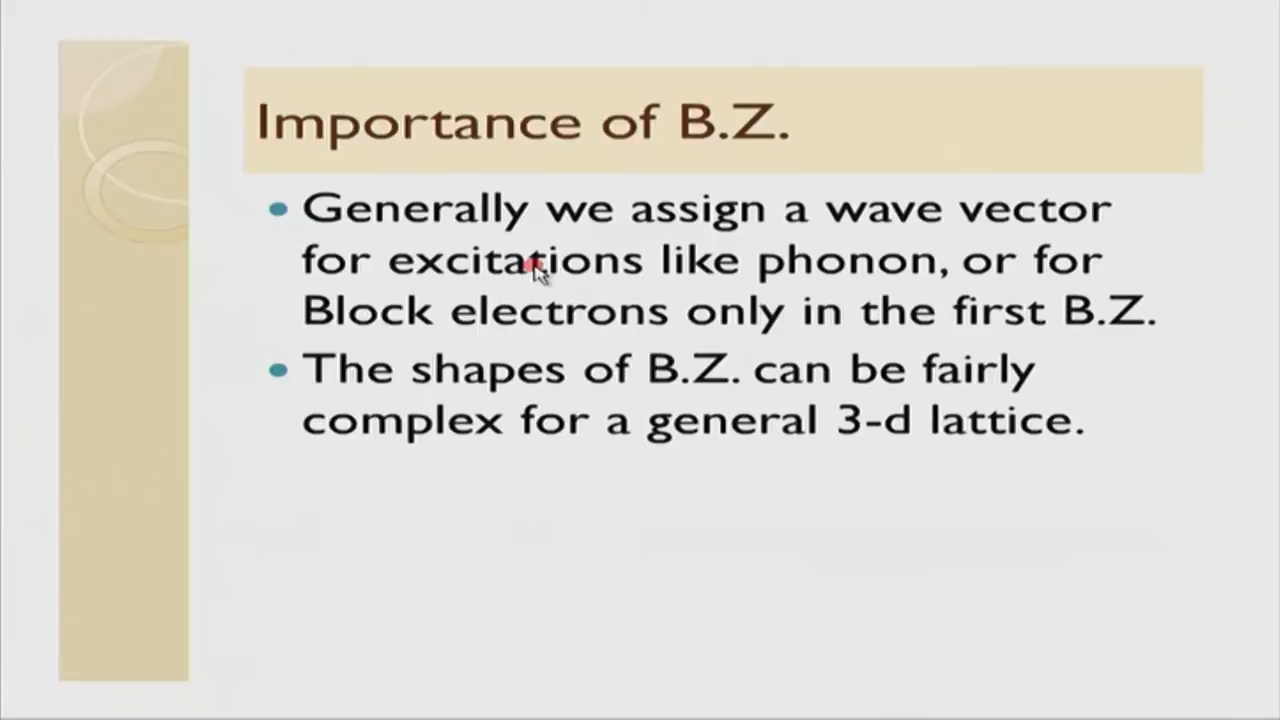 Importance of B.Z.
• Generally we assign a wave vector
for excitations like phonon, or for
Block electrons only in the first B.Z.
• The shapes of B.Z. can be fairly
complex for a general 3-d lattice.